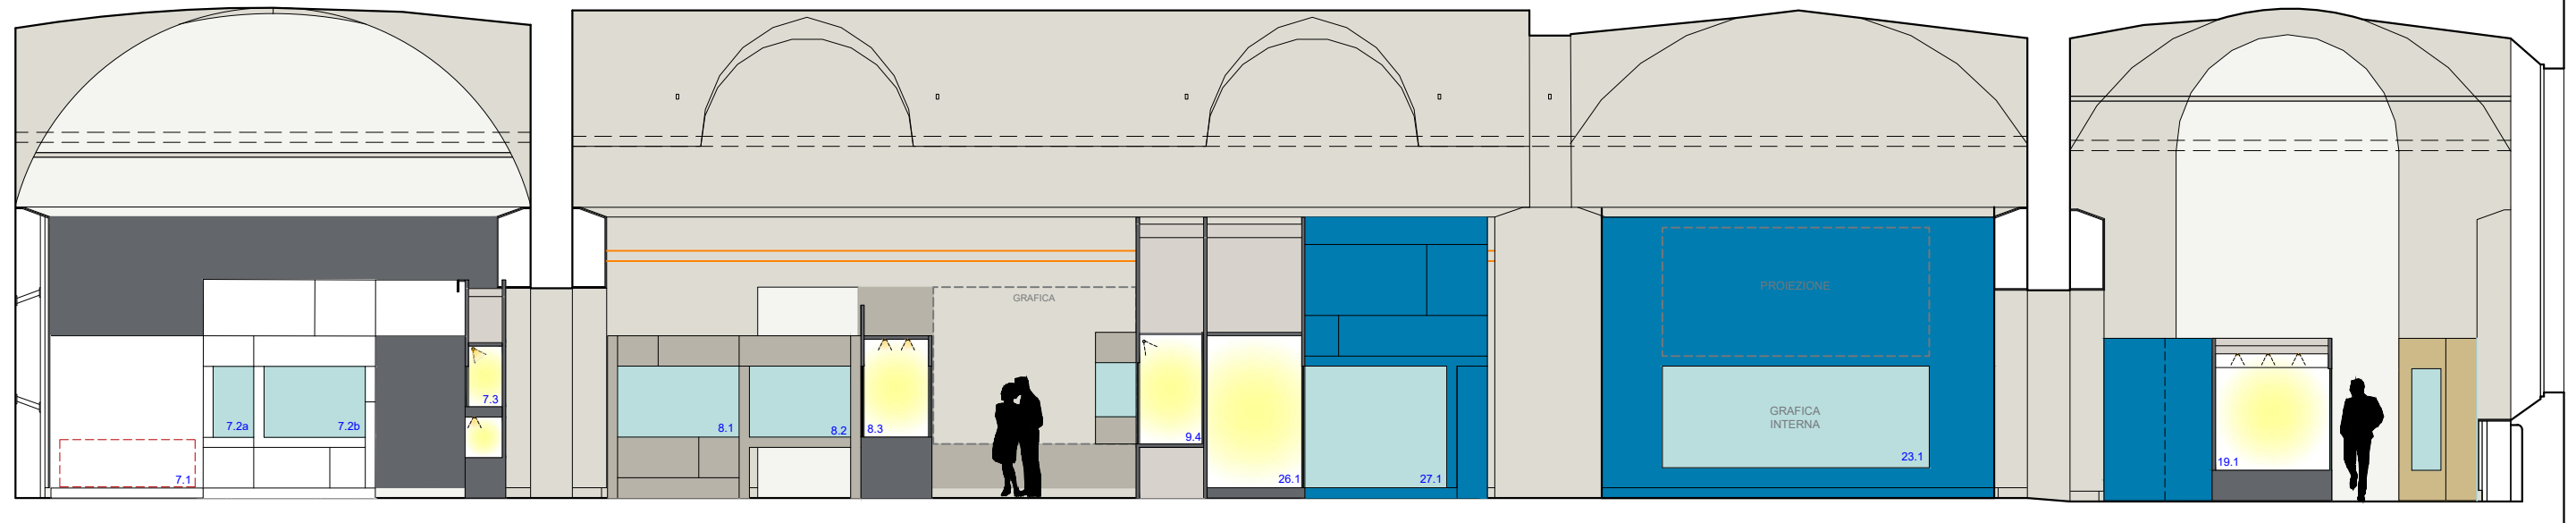 7.1
7.2a
7.2b
7.3
8.1
8.2
8.3
GRAFICA
9.4
26.1
27.1
PROIEZIONE
GRAFICA
INTERNA
23.1
19.1